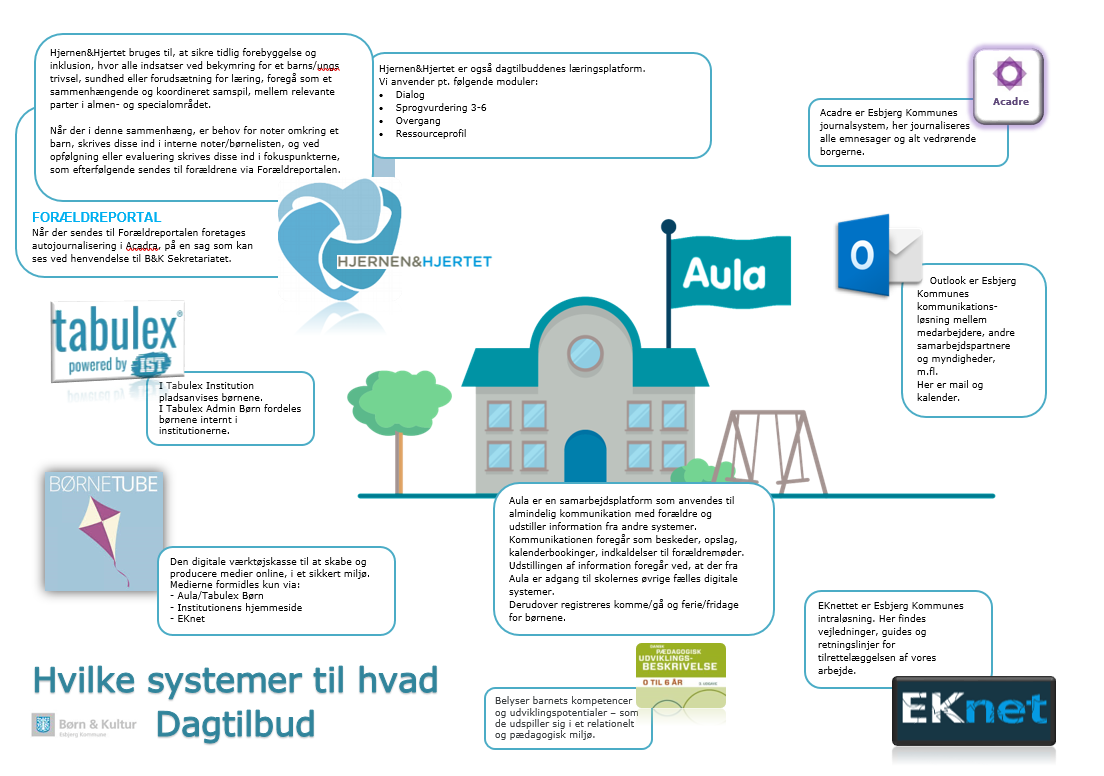 Hjernen&Hjertet bruges til, at sikre tidlig forebyggelse og
inklusion, hvor alle indsatser ved bekymring for et barns/ungs
trivsel, sundhed eller forudsætning for læring, foregå som et
sammenhængende og koordineret samspil, mellem relevante
parter i almen- og specialområdet.
Når der i denne sammenhæng, er behov for noter omkring et
barn, skrives disse ind i interne noter/børnelisten, og ved
opfølgning eller evaluering skrives disse ind i fokuspunkterne,
som efterfølgende sendes til forældrene via Forældreportalen.
FORÆLDREPORTAL
Når der sendes til Forældreportalen foretages
autojournalisering i Acadra, på en sag som kan
ses ved henvendelse til B&K Sekretariatet.
Hjernen&Hjertet er også dagtilbuddenes læringsplatform.
Vi anvender pt. følgende moduler:
• Dialog
• Sprogvurdering 3-6
• Overgang
• Ressourceprofil
HJERNEN&HJERTET
Acadre
Acadre er Esbjerg Kommunes
journalsystem, her journaliseres
alle emnesager og alt vedrørende
borgerne.
Aula
O
Outlook er Esbjerg
Kommunes
kommunikations-
løsning mellem
medarbejdere, andre
samarbejdspartnere
og myndigheder,
m.fl.
Her er mail og
kalender.
tabulex®
powered by IST
I Tabulex Institution
pladsanvises børnene.
I Tabulex Admin Børn fordeles
børnene internt i
institutionerne.
BØRNETUBE
Den digitale værktøjskasse til at skabe og
producere medier online, i et sikkert miljø.
Medierne formidles kun via:
- Aula/Tabulex Børn
- Institutionens hjemmeside
- EKnet
Aula er en samarbejdsplatform som anvendes til
almindelig kommunikation med forældre og
udstiller information fra andre systemer.
Kommunikationen foregår som beskeder, opslag,
kalenderbookinger, indkaldelser til forældremøder.
Udstillingen af information foregår ved, at der fra
Aula er adgang til skolernes øvrige fælles digitale
systemer.
Derudover registreres komme/gå og ferie/fridage
for børnene.
EKnettet er Esbjerg Kommunes
intraløsning. Her findes
vejledninger, guides og
retningslinjer for
tilrettelæggelsen af vores
arbejde.
EKnet
DANSK
PÆDAGOGISK
UDVIKLINGS-
BESKRIVELSE
0 TIL 6 ÅR
Belyser barnets kompetencer
og udviklingspotentialer – som
de udspiller sig i et relationelt
og pædagogisk miljø.
Hvilke systemer til hvad
Dagtilbud
Børn & Kultur
Esbjerg Kommune